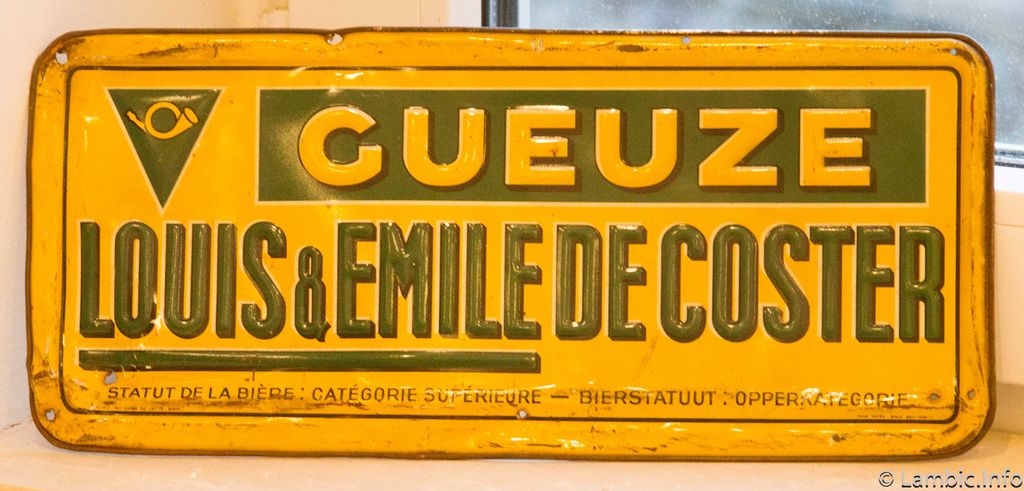 GUEUZE
LOUIS & EMILE DE COSTER
STATUT DE LA BIÈRE : CATÉGORIE SUPÉRIEURE — BIERSTATUUT : OPPERKATEGORIE
© Lambic.Info